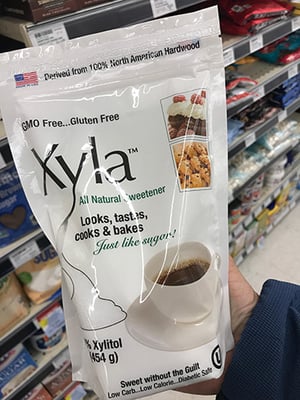 Derived from 100% North American Hardwood
GMO Free...Gluten Free
Xyla™
All Natural Sweetener
Looks, tastes,
cooks & bakes
Just like sugar!
% Xylitol
(454 g)
Sweet without the Guilt
Low Carb...Low Calorie...Diabetic Safe